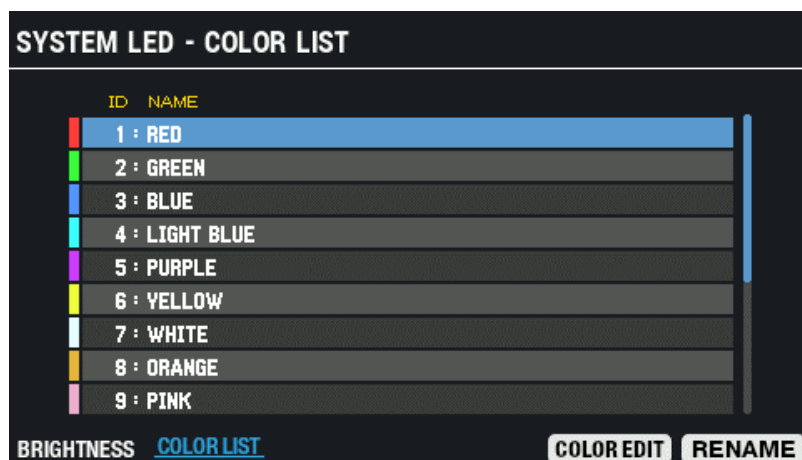 SYSTEM LED - COLOR LIST
ID NAME
1 : RED
2 : GREEN
3 : BLUE
4 : LIGHT BLUE
5 : PURPLE
6 : YELLOW
7 : WHITE
8 : ORANGE
9 : PINK
BRIGHTNESS COLOR LIST COLOR EDIT RENAME